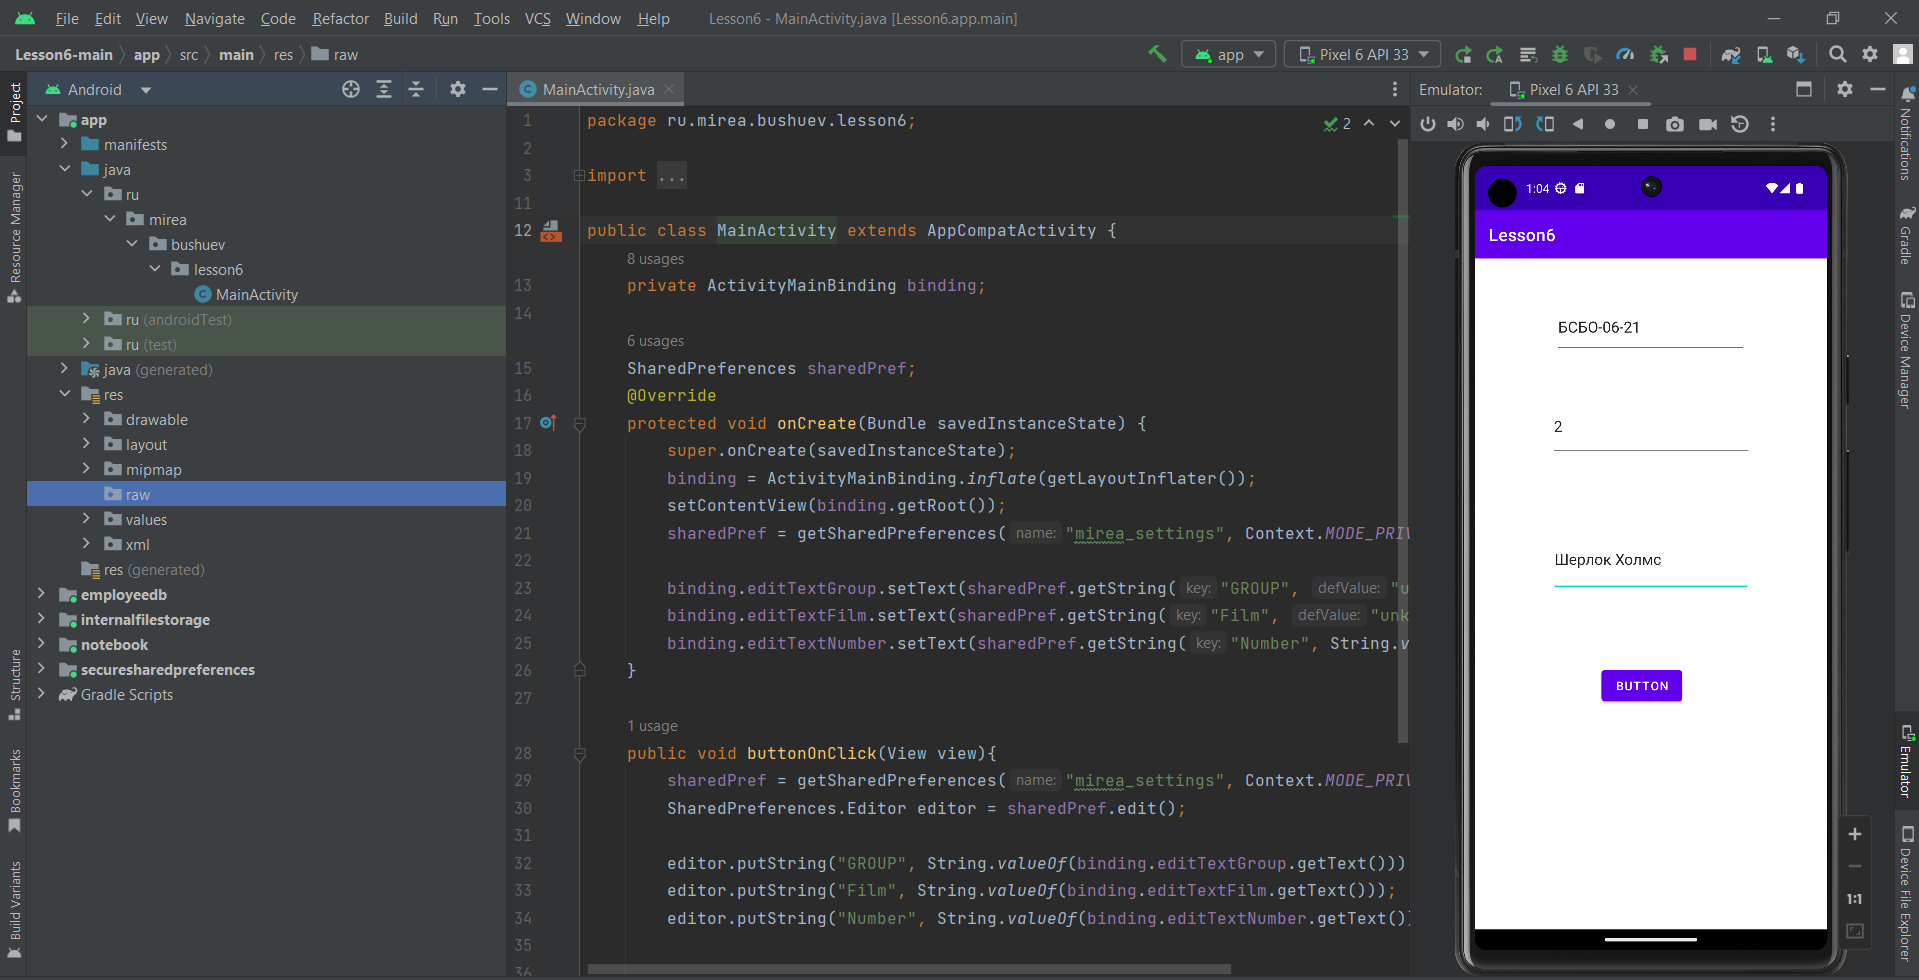 File Edit View Navigate Code Refactor Build Run Tools VCS Window Help Lesson6 - MainActivity.java [Lesson6.app.main]
Lesson6-main app src main res raw app Pixel 6 API 33
Project
Resource Manager
Structure
Bookmarks
Build Variants
Android
app
manifests
java
ru
mirea
bushuev
lesson6
MainActivity
ru (androidTest)
ru (test)
java (generated)
res
drawable
layout
mipmap
raw
values
xml
res (generated)
employeedb
internalfilestorage
notebook
securesharedpreferences
Gradle Scripts
MainActivity.java
2
1 package ru.mirea.bushuev.lesson6;
2
3 import ...
11
12 public class MainActivity extends AppCompatActivity {
8 usages
13 private ActivityMainBinding binding;
14
6 usages
15 SharedPreferences sharedPref;
16 @Override
17 protected void onCreate(Bundle savedInstanceState) {
18 super.onCreate(savedInstanceState);
19 binding = ActivityMainBinding.inflate(getLayoutInflater());
20 setContentView(binding.getRoot());
21 sharedPref = getSharedPreferences( name: "mirea_settings", Context.MODE_PRIV
22
23 binding.editTextGroup.setText(sharedPref.getString( key: "GROUP", defValue: "u
24 binding.editTextFilm.setText(sharedPref.getString( key: "Film", defValue: "unk
25 binding.editTextNumber.setText(sharedPref.getString( key: "Number", String.v
26 }
27
1 usage
28 public void buttonOnClick(View view){
29 sharedPref = getSharedPreferences( name: "mirea_settings", Context.MODE_PRIV
30 SharedPreferences.Editor editor = sharedPref.edit();
31
32 editor.putString("GROUP", String.valueOf(binding.editTextGroup.getText()))
33 editor.putString("Film", String.valueOf(binding.editTextFilm.getText()));
34 editor.putString("Number", String.valueOf(binding.editTextNumber.getText()
35
36
Emulator: Pixel 6 API 33
1:04
Lesson6
БСБО-06-21
2
Шерлок Холмс
BUTTON
1:1
Notifications
Gradle
Device Manager
Emulator
Device File Explorer